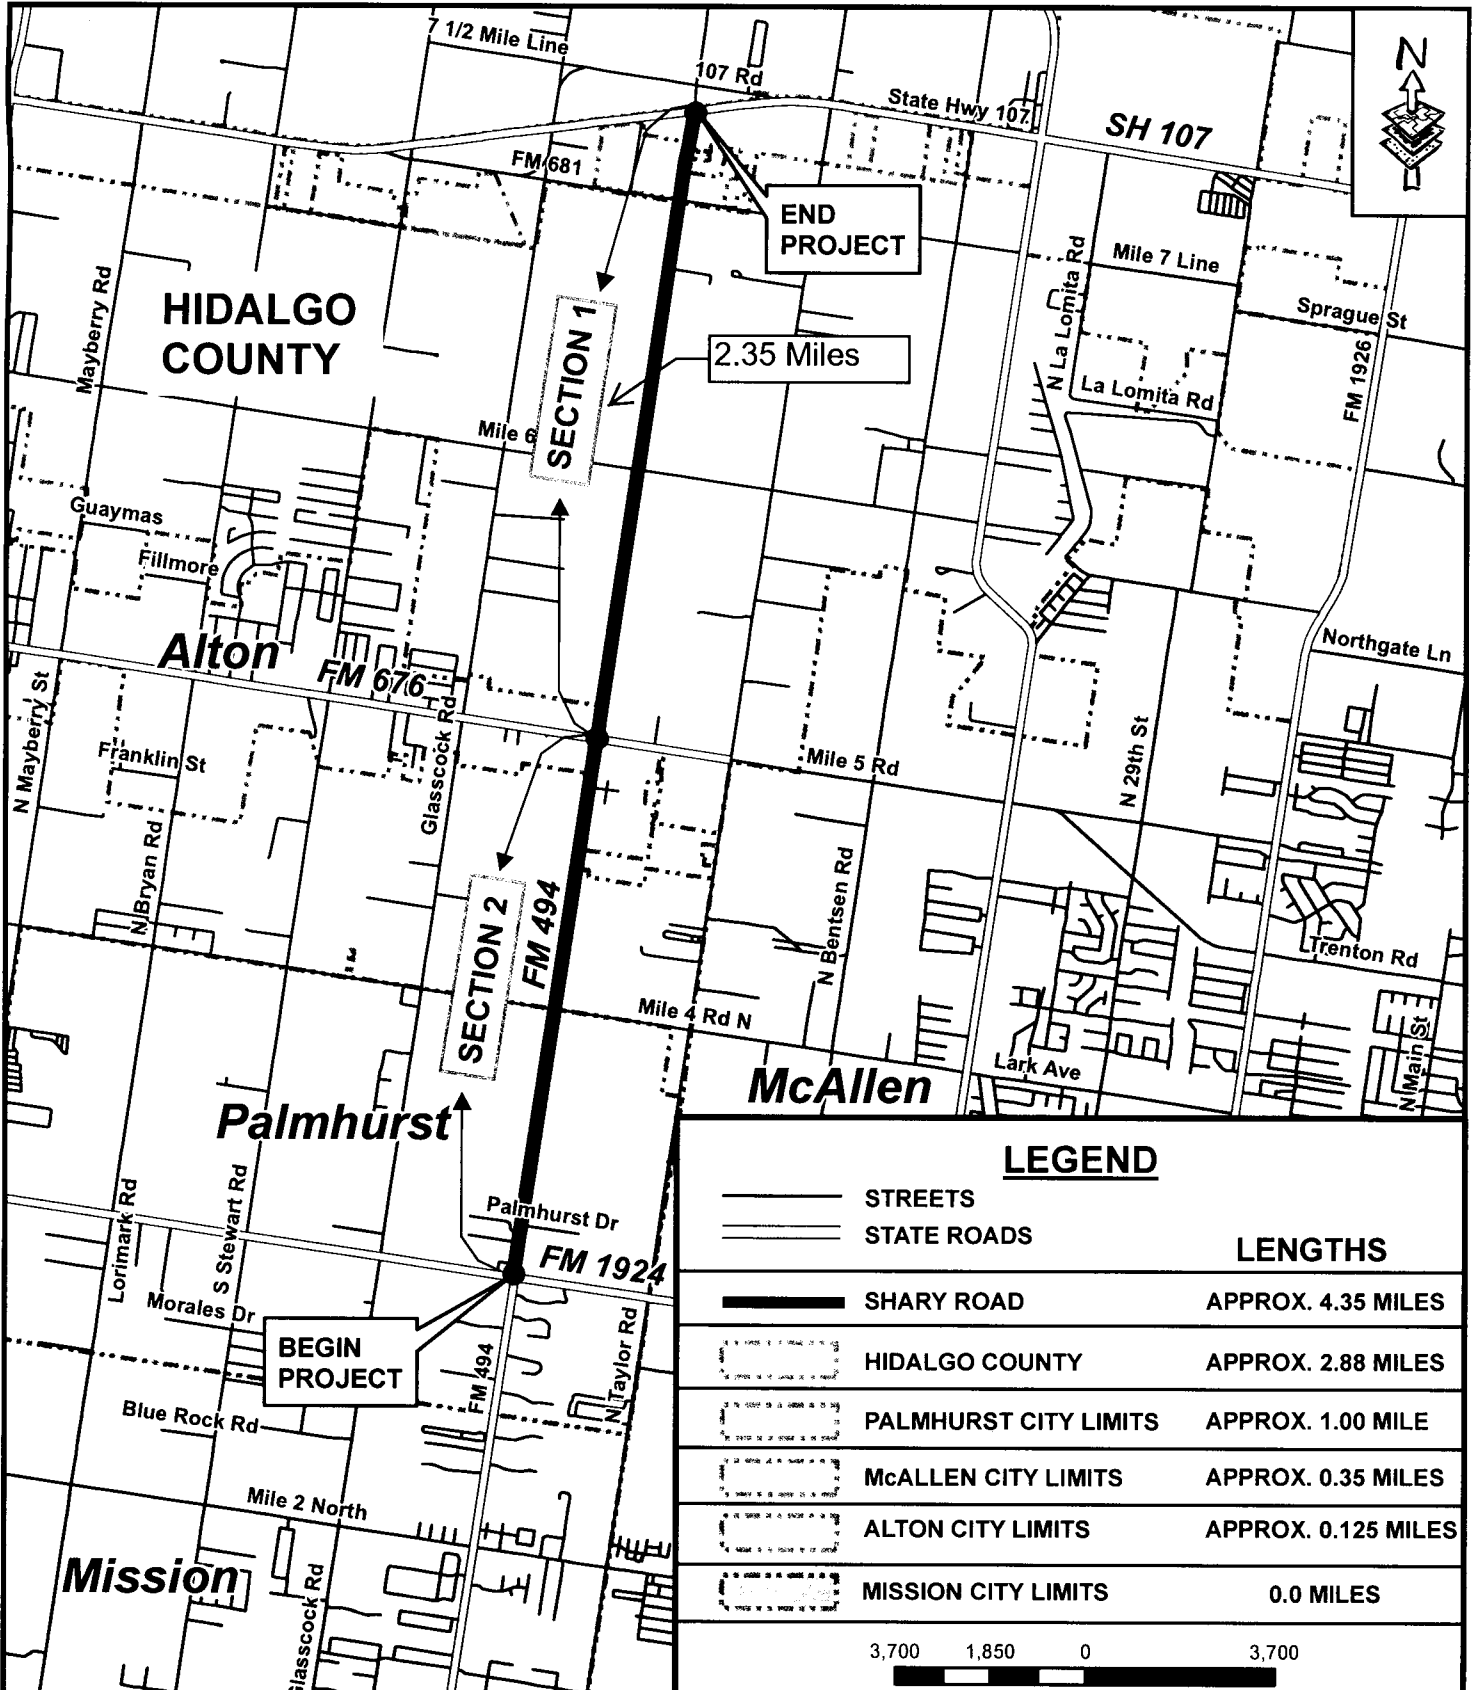 7 1/2 Mile Line
107 Rd
State Hwy 107
SH 107
N
FM 681
END
PROJECT
Mile 7 Line
N La Lomita Rd
Sprague St
Mayberry Rd
HIDALGO
COUNTY
SECTION 1
2.35 Miles
FM 1926
La Lomita Rd
Mile 6
Guaymas
Fillmore
Alton
FM 676
Northgate Ln
N Mayberry St
Glasscock Rd
Franklin St
Mile 5 Rd
N 29th St
N Bryan Rd
SECTION 2
FM 494
N Bentsen Rd
Trenton Rd
Mile 4 Rd N
Lark Ave
N Main St
McAllen
Palmhurst
Lorimark Rd
S Stewart Rd
Palmhurst Dr
FM 1924
Morales Dr
BEGIN
PROJECT
FM 494
N Taylor Rd
Blue Rock Rd
Mile 2 North
Mission
Glasscock Rd
LEGEND
STREETS
STATE ROADS
LENGTHS
SHARY ROAD APPROX. 4.35 MILES
HIDALGO COUNTY APPROX. 2.88 MILES
PALMHURST CITY LIMITS APPROX. 1.00 MILE
McALLEN CITY LIMITS APPROX. 0.35 MILES
ALTON CITY LIMITS APPROX. 0.125 MILES
MISSION CITY LIMITS 0.0 MILES
3,700 1,850 0 3,700